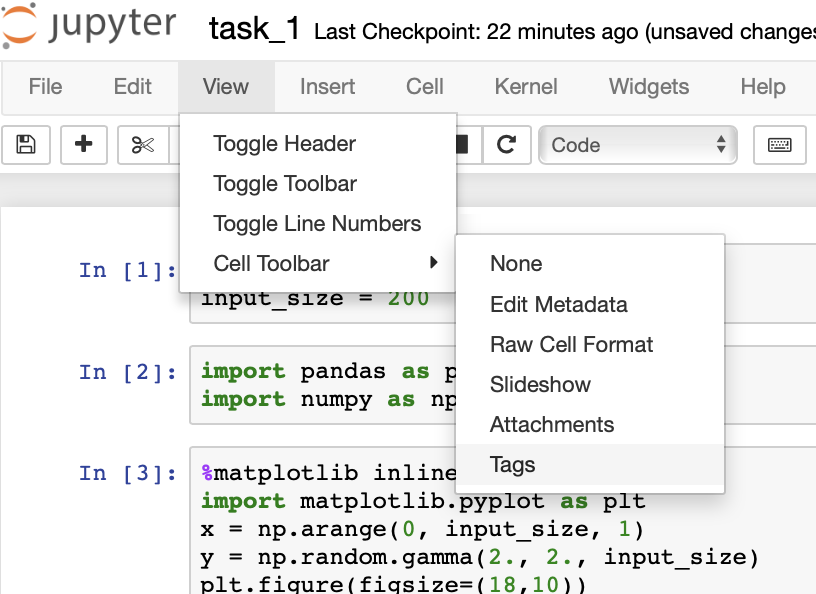 jupyter task_1 Last Checkpoint: 22 minutes ago (unsaved changes
File Edit View Insert Cell Kernel Widgets Help
Code
Toggle Header
Toggle Toolbar
Toggle Line Numbers
Cell Toolbar
None
Edit Metadata
Raw Cell Format
Slideshow
Attachments
Tags
In [1]:
input_size = 200
In [2]: import pandas as p
import numpy as np
In [3]: %matplotlib inline
import matplotlib.pyplot as plt
x = np.arange(0, input_size, 1)
y = np.random.gamma(2., 2., input_size)
plt.figure(figsize=(18,10))